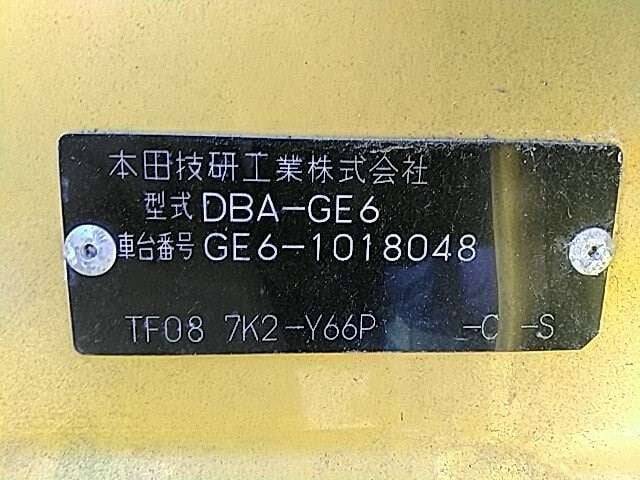 本田技研工業株式会社
型式 DBA-GE6
車台番号 GE6-1018048
TF08 7K2-Y66P -C -S